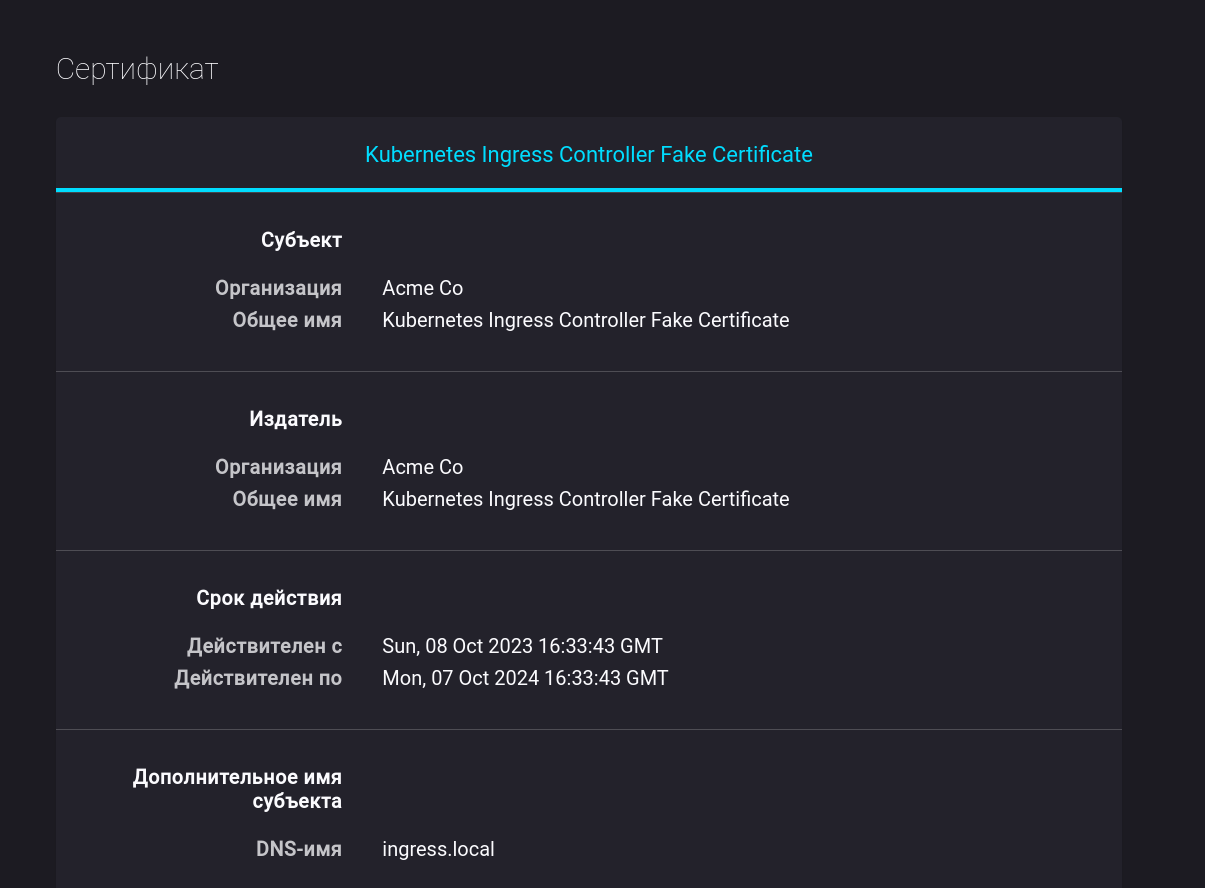 Сертификат
Kubernetes Ingress Controller Fake Certificate
Субъект
Организация Acme Co
Общее имя Kubernetes Ingress Controller Fake Certificate
Издатель
Организация Acme Co
Общее имя Kubernetes Ingress Controller Fake Certificate
Срок действия
Действителен с Sun, 08 Oct 2023 16:33:43 GMT
Действителен по Mon, 07 Oct 2024 16:33:43 GMT
Дополнительное имя
субъекта
DNS-имя ingress.local